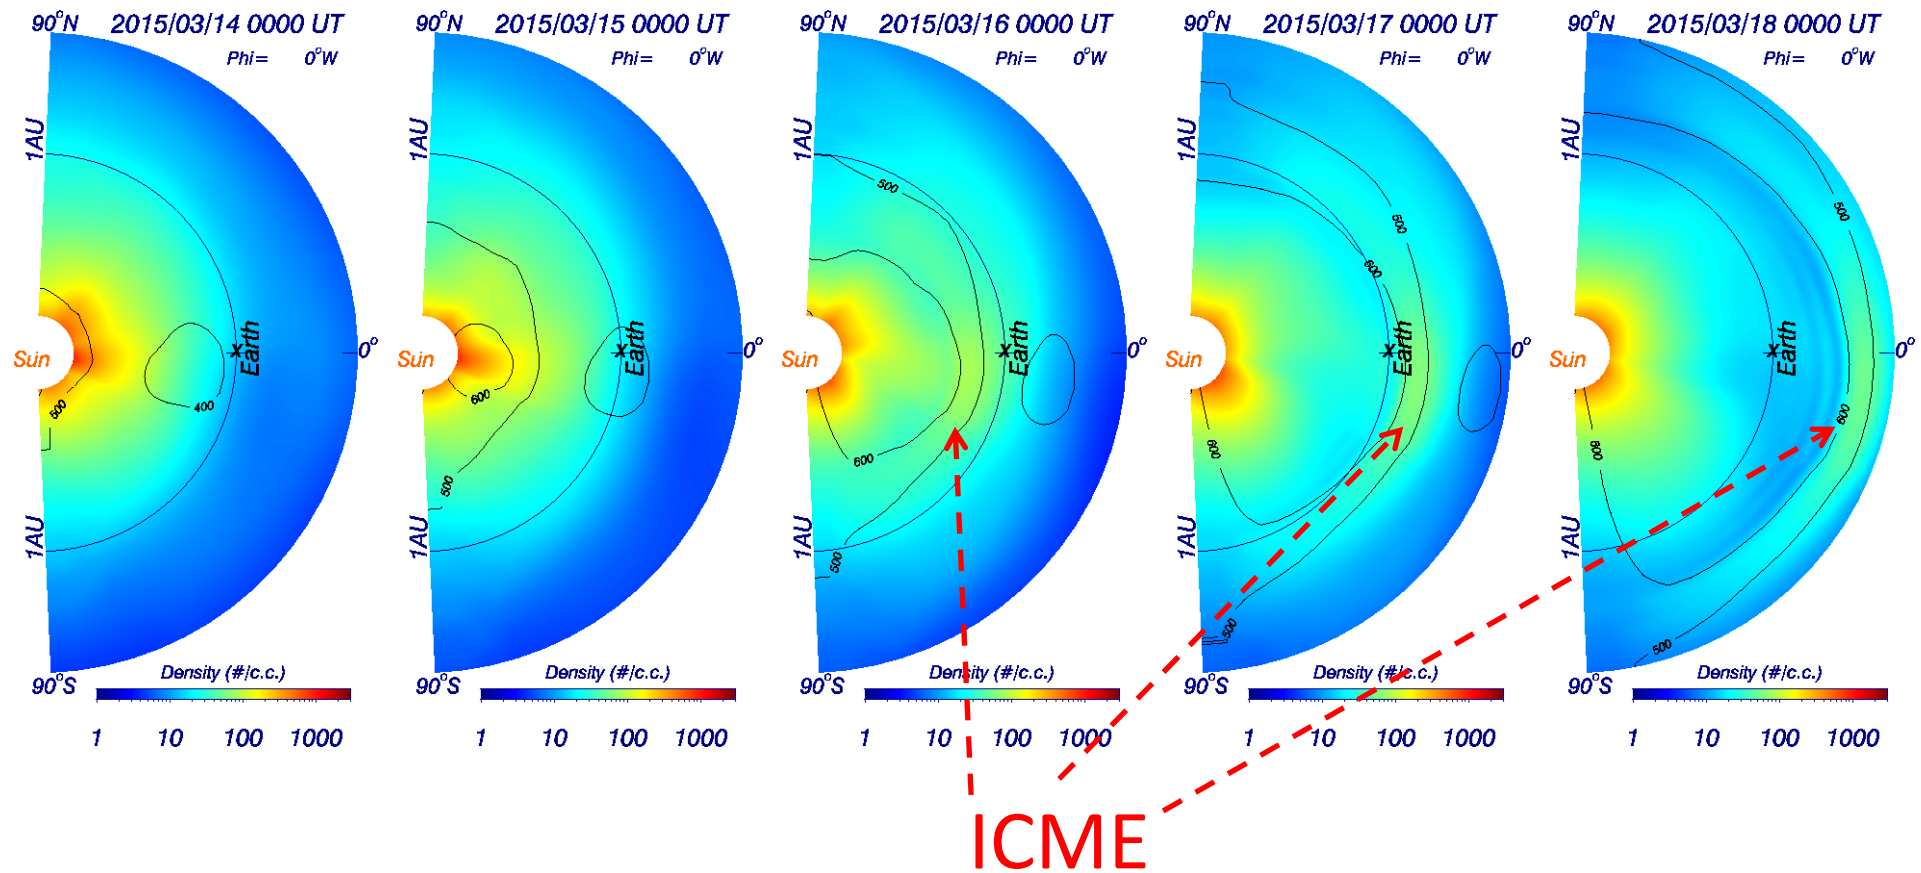 90°N 2015/03/14 0000 UT
Phi= 0°W
1AU
Sun
500
400
Earth
0°
1AU
90°S
Density (#/c.c.)
1 10 100 1000
90°N 2015/03/15 0000 UT
Phi= 0°W
1AU
Sun
600
500
Earth
0°
1AU
90°S
Density (#/c.c.)
1 10 100 1000
90°N 2015/03/16 0000 UT
Phi= 0°W
1AU
500
Sun
600
Earth
0°
1AU
500
90°S
Density (#/c.c.)
1 10 100 1000
90°N 2015/03/17 0000 UT
Phi= 0°W
1AU
500
600
Sun
Earth
0°
600
1AU
500
90°S
Density (#/c.c.)
1 10 100 1000
90°N 2015/03/18 0000 UT
Phi= 0°W
1AU
500
Sun
Earth
0°
600
600
1AU
500
90°S
Density (#/c.c.)
1 10 100 1000
ICME